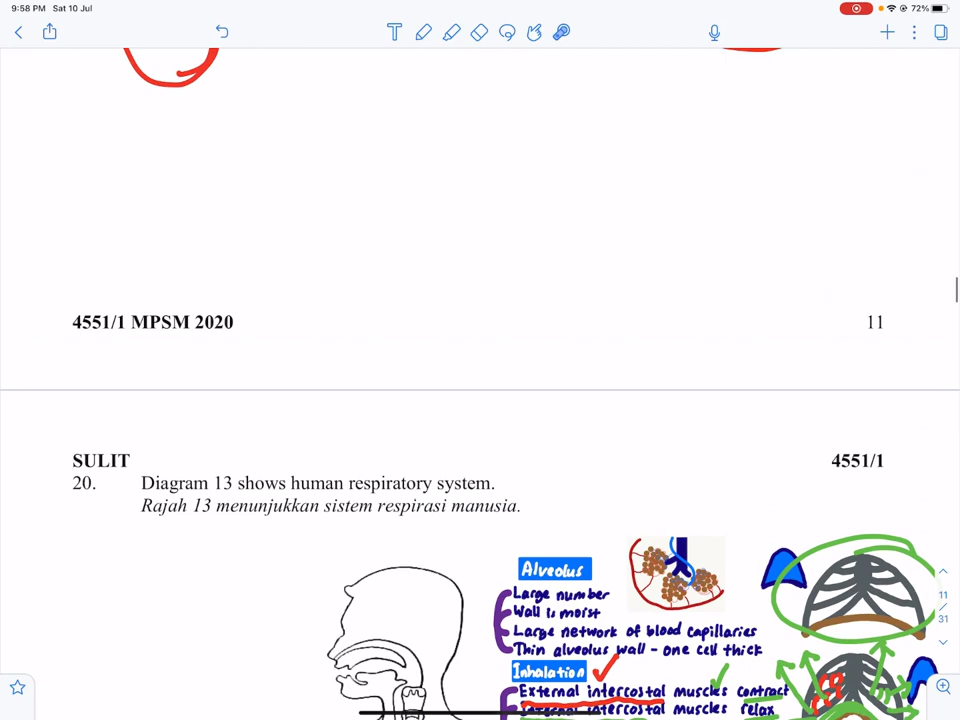 9:58 PM Sat 10 Jul
72%
4551/1 MPSM 2020
11
SULIT
4551/1
20. Diagram 13 shows human respiratory system.
Rajah 13 menunjukkan sistem respirasi manusia.
Alveolus
Large number
Wall is moist
Large network of blood capillaries
Thin alveolus wall - one cell thick
Inhalation
External intercostal muscles contract
Internal intercostal muscles relax
11
/
31